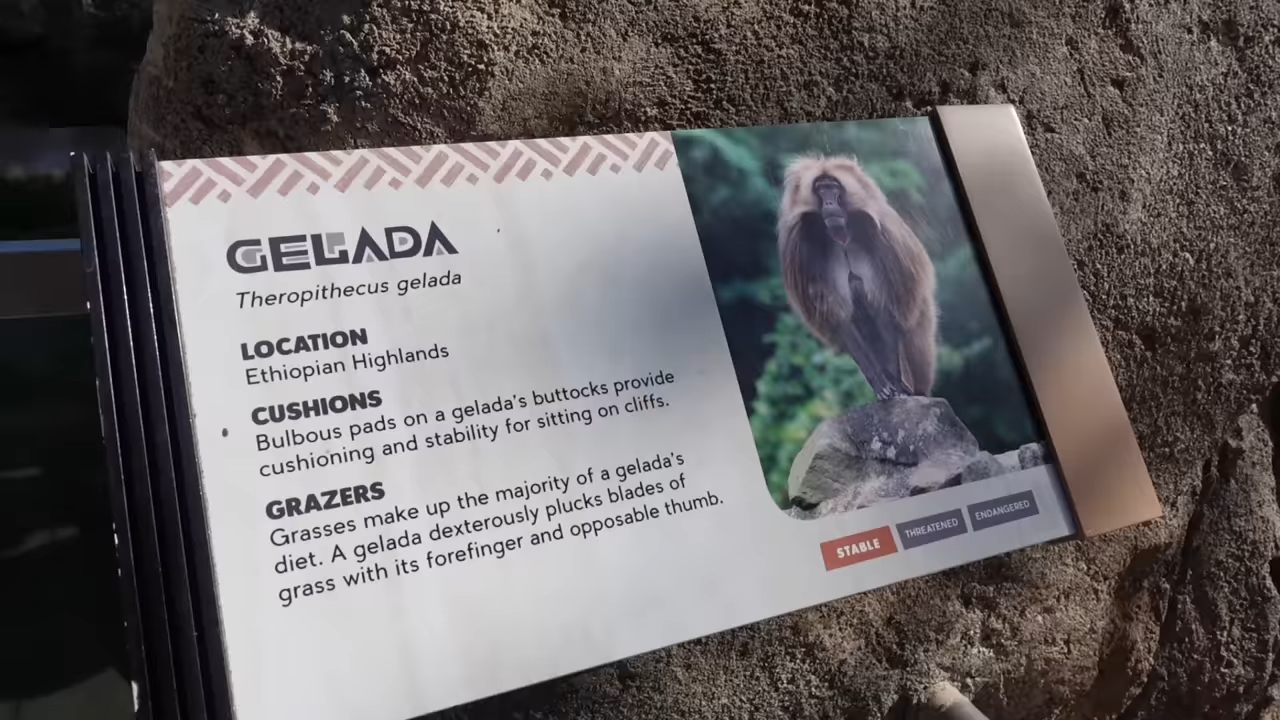 GELADA
Theropithecus gelada
LOCATION
Ethiopian Highlands
CUSHIONS
Bulbous pads on a gelada's buttocks provide
cushioning and stability for sitting on cliffs.
GRAZERS
Grasses make up the majority of a gelada's
diet. A gelada dexterously plucks blades of
grass with its forefinger and opposable thumb.
STABLE THREATENED ENDANGERED